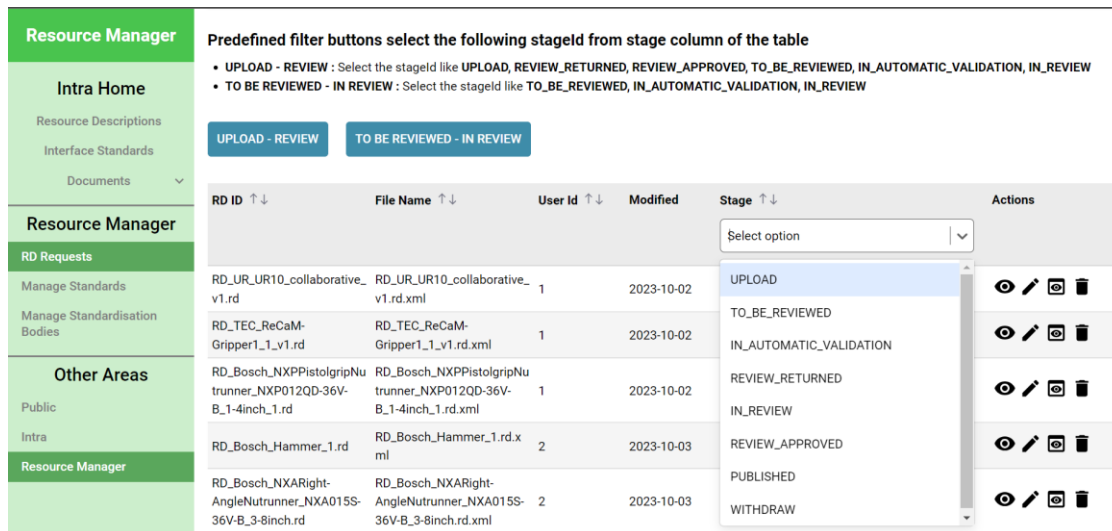 Resource Manager
Intra Home
Resource Descriptions
Interface Standards
Documents
Resource Manager
RD Requests
Manage Standards
Manage Standardisation
Bodies
Other Areas
Public
Intra
Resource Manager
Predefined filter buttons select the following stageId from stage column of the table
• UPLOAD - REVIEW : Select the stageId like UPLOAD, REVIEW_RETURNED, REVIEW_APPROVED, TO_BE_REVIEWED, IN_AUTOMATIC_VALIDATION, IN_REVIEW
• TO BE REVIEWED - IN REVIEW : Select the stageId like TO_BE_REVIEWED, IN_AUTOMATIC_VALIDATION, IN_REVIEW
UPLOAD - REVIEW TO BE REVIEWED - IN REVIEW
RD ID ↑↓ File Name ↑↓ User Id ↑↓ Modified Stage ↑↓ Actions
Select option
RD_UR_UR10_collaborative_ RD_UR_UR10_collaborative_ 1 2023-10-02
v1.rd v1.rd.xml
RD_TEC_ReCaM- RD_TEC_ReCaM- 1 2023-10-02
Gripper1_1_v1.rd Gripper1_1_v1.rd.xml
RD_Bosch_NXPPistolgripNu RD_Bosch_NXPPistolgripNu
trunner_NXP012QD-36V- trunner_NXP012QD-36V- 1 2023-10-02
B_1-4inch_1.rd B_1-4inch_1.rd.xml
RD_Bosch_Hammer_1.rd RD_Bosch_Hammer_1.rd.x 2 2023-10-03
ml
RD_Bosch_NXARight- RD_Bosch_NXARight-
AngleNutrunner_NXA015S- AngleNutrunner_NXA015S- 2 2023-10-03
36V-B_3-8inch.rd 36V-B_3-8inch.rd.xml
UPLOAD
TO_BE_REVIEWED
IN_AUTOMATIC_VALIDATION
REVIEW_RETURNED
IN_REVIEW
REVIEW_APPROVED
PUBLISHED
WITHDRAW